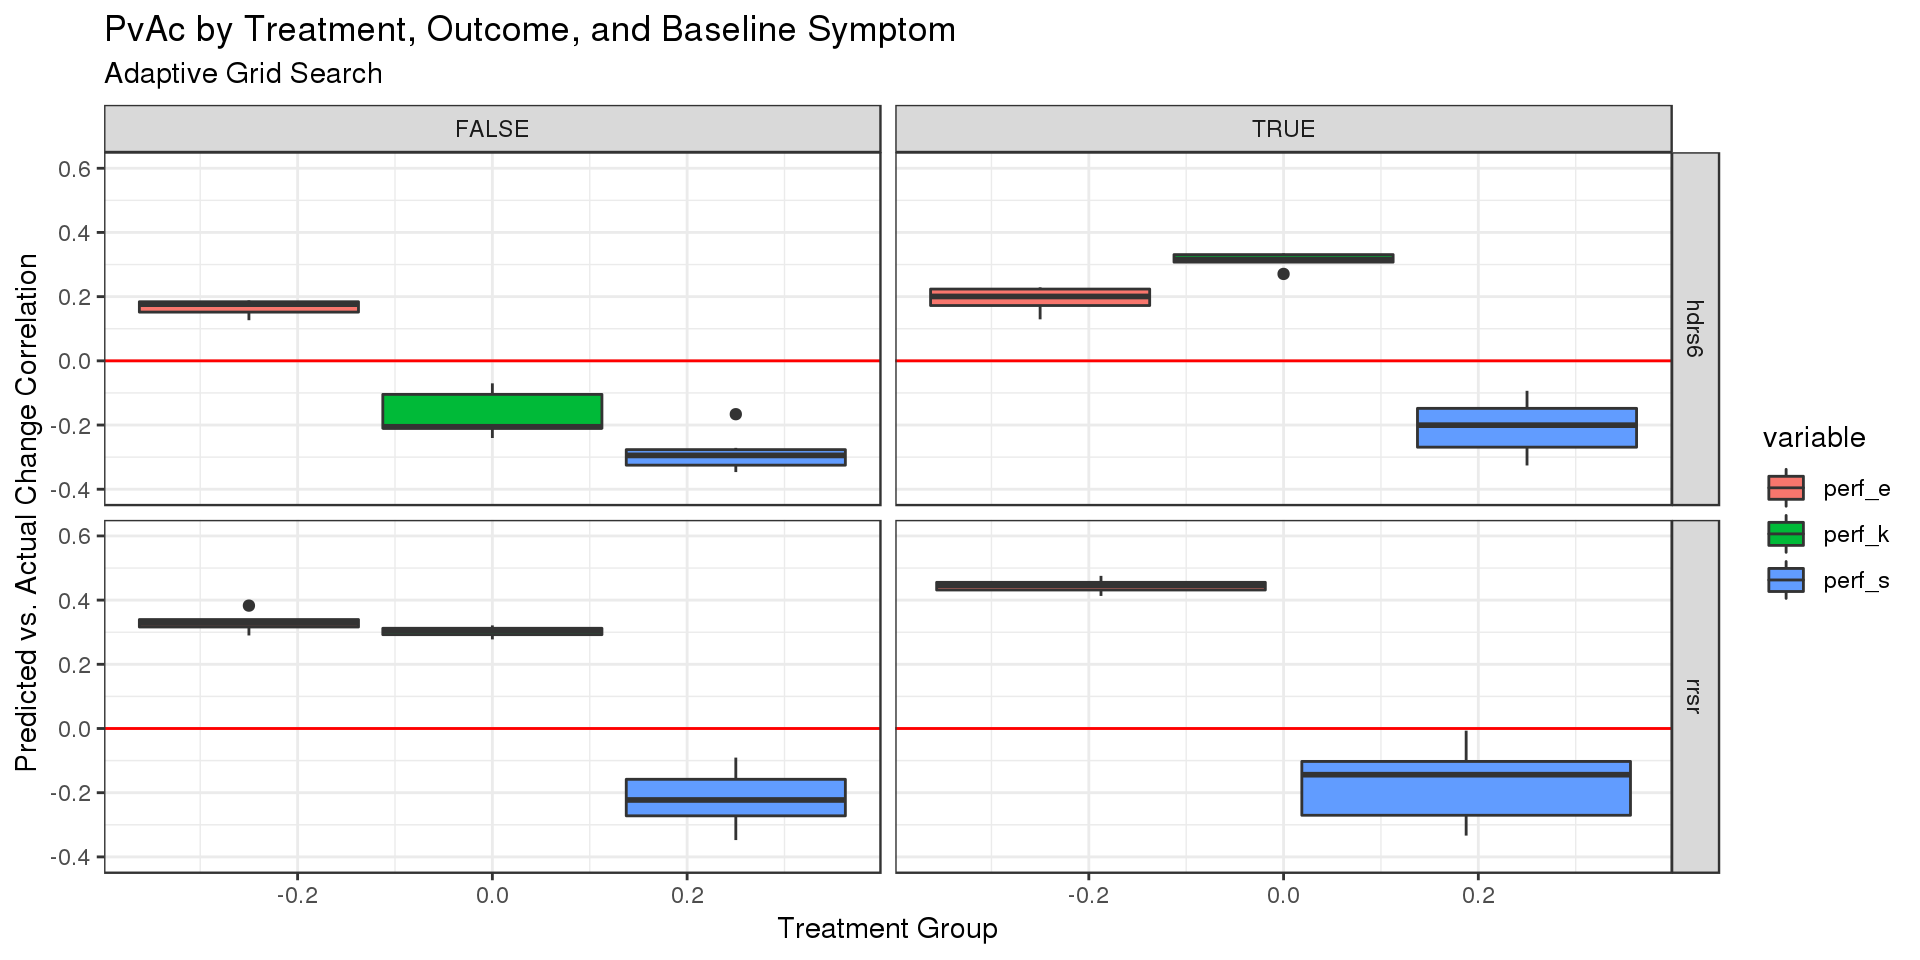 PvAc by Treatment, Outcome, and Baseline Symptom
Adaptive Grid Search
FALSE
TRUE
0.6
0.4
0.2
0.0
-0.2
-0.4
hdrs6
0.6
0.4
0.2
0.0
-0.2
-0.4
rrsr
Predicted vs. Actual Change Correlation
-0.2
0.0
0.2
-0.2
0.0
0.2
Treatment Group
variable
perf_e
perf_k
perf_s